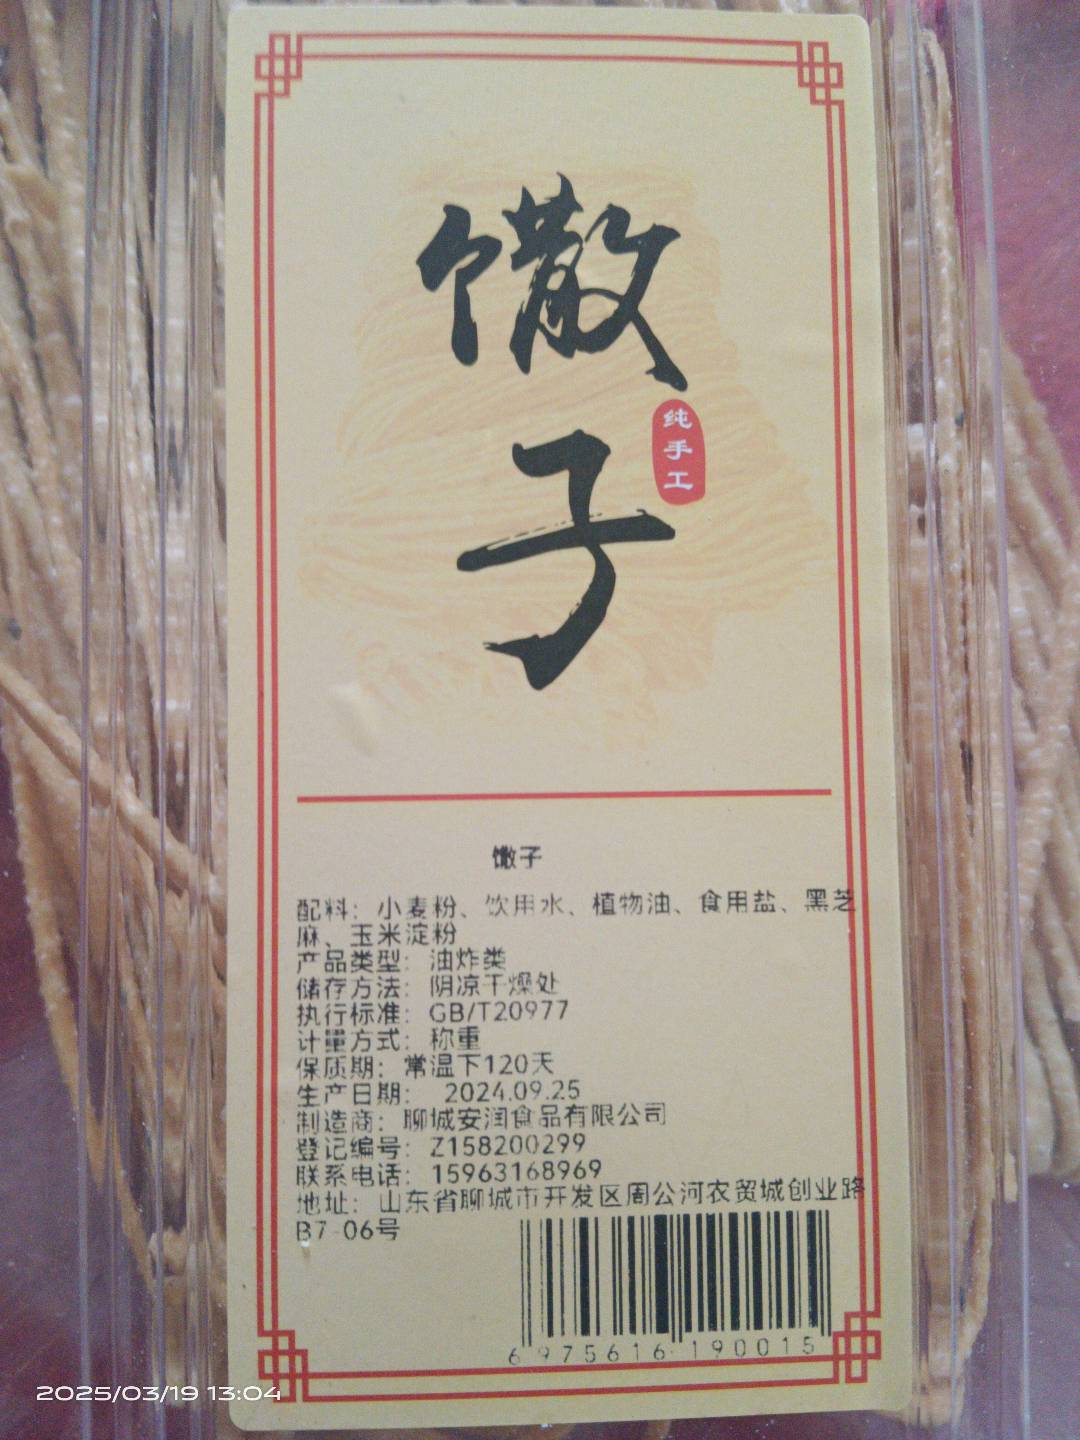 馓
子
纯
手
工
馓子
配料：小麦粉、饮用水、植物油、食用盐、黑芝
麻、玉米淀粉
产品类型：油炸类
储存方法：阴凉干燥处
执行标准：GB/T20977
计量方式：称重
保质期：常温下120天
生产日期：2024.09.25
制造商：聊城安润食品有限公司
登记编号：Z158200299
联系电话：15963168969
地址：山东省聊城市开发区周公河农贸城创业路
B7-06号
6975616190015
2025/03/19 13:04